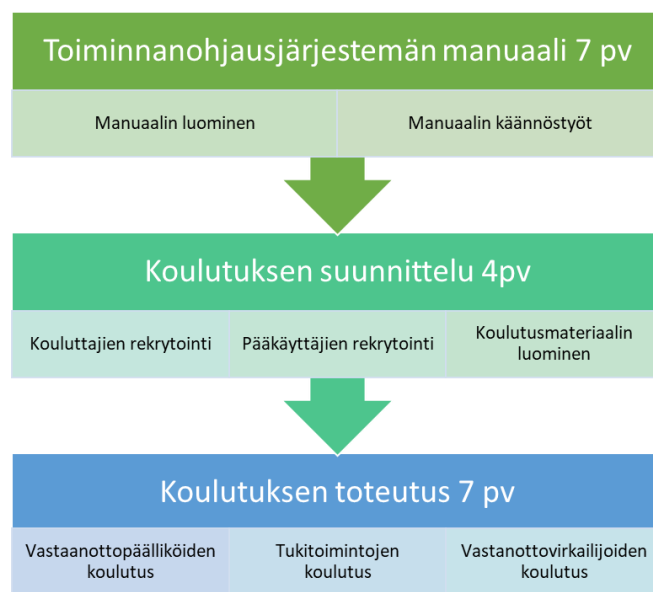 Toiminnanohjausjärjestemän manuaali 7 pv
Manuaalin luominen
Manuaalin käännöstyöt
Koulutuksen suunnittelu 4pv
Kouluttajien rekrytointi
Pääkäyttäjien rekrytointi
Koulutusmateriaalin
luominen
Koulutuksen toteutus 7 pv
Vastaanottopäälliköiden
koulutus
Tukitoimintojen
koulutus
Vastanottovirkailijoiden
koulutus